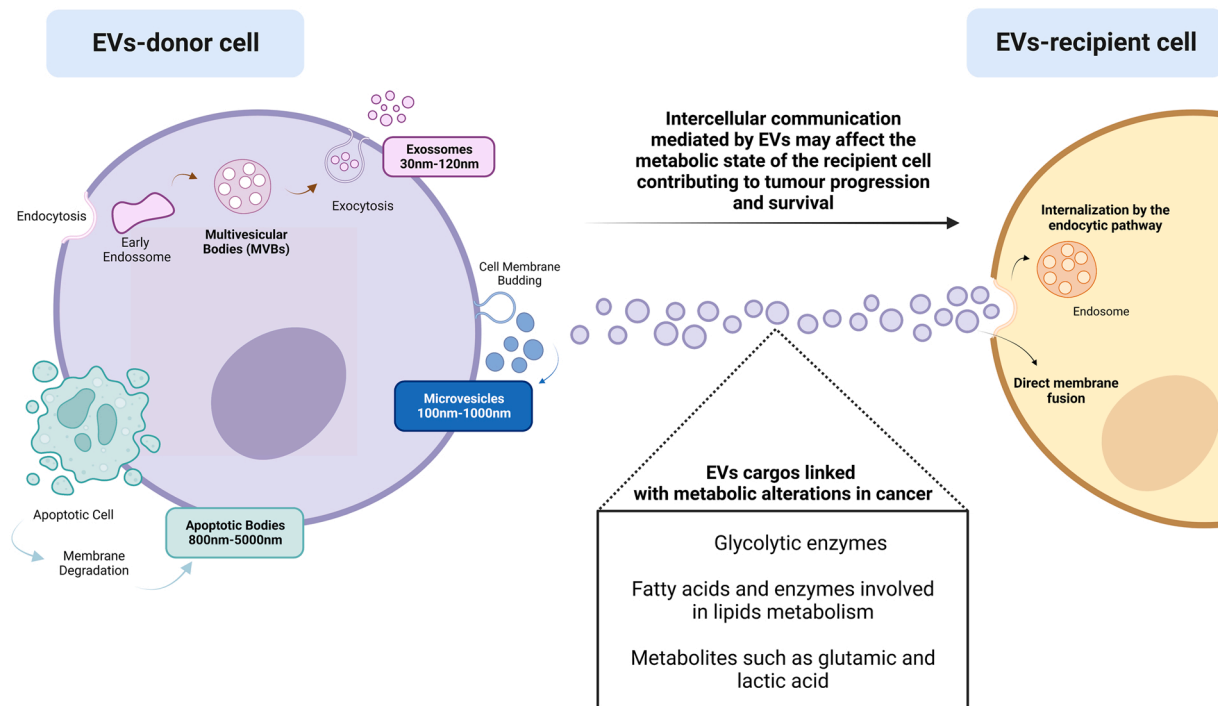 EVs-donor cell
EVs-recipient cell
Exossomes
30nm-120nm
Endocytosis
Early
Endossome
Multivesicular
Bodies (MVBs)
Exocytosis
Cell Membrane
Budding
Microvesicles
100nm-1000nm
Apoptotic Cell
Membrane
Degradation
Apoptotic Bodies
800nm-5000nm
Intercellular communication
mediated by EVs may affect the
metabolic state of the recipient cell
contributing to tumour progression
and survival
Internalization by the
endocytic pathway
Endosome
Direct membrane
fusion
EVs cargos linked
with metabolic alterations in cancer
Glycolytic enzymes
Fatty acids and enzymes involved
in lipids metabolism
Metabolites such as glutamic and
lactic acid